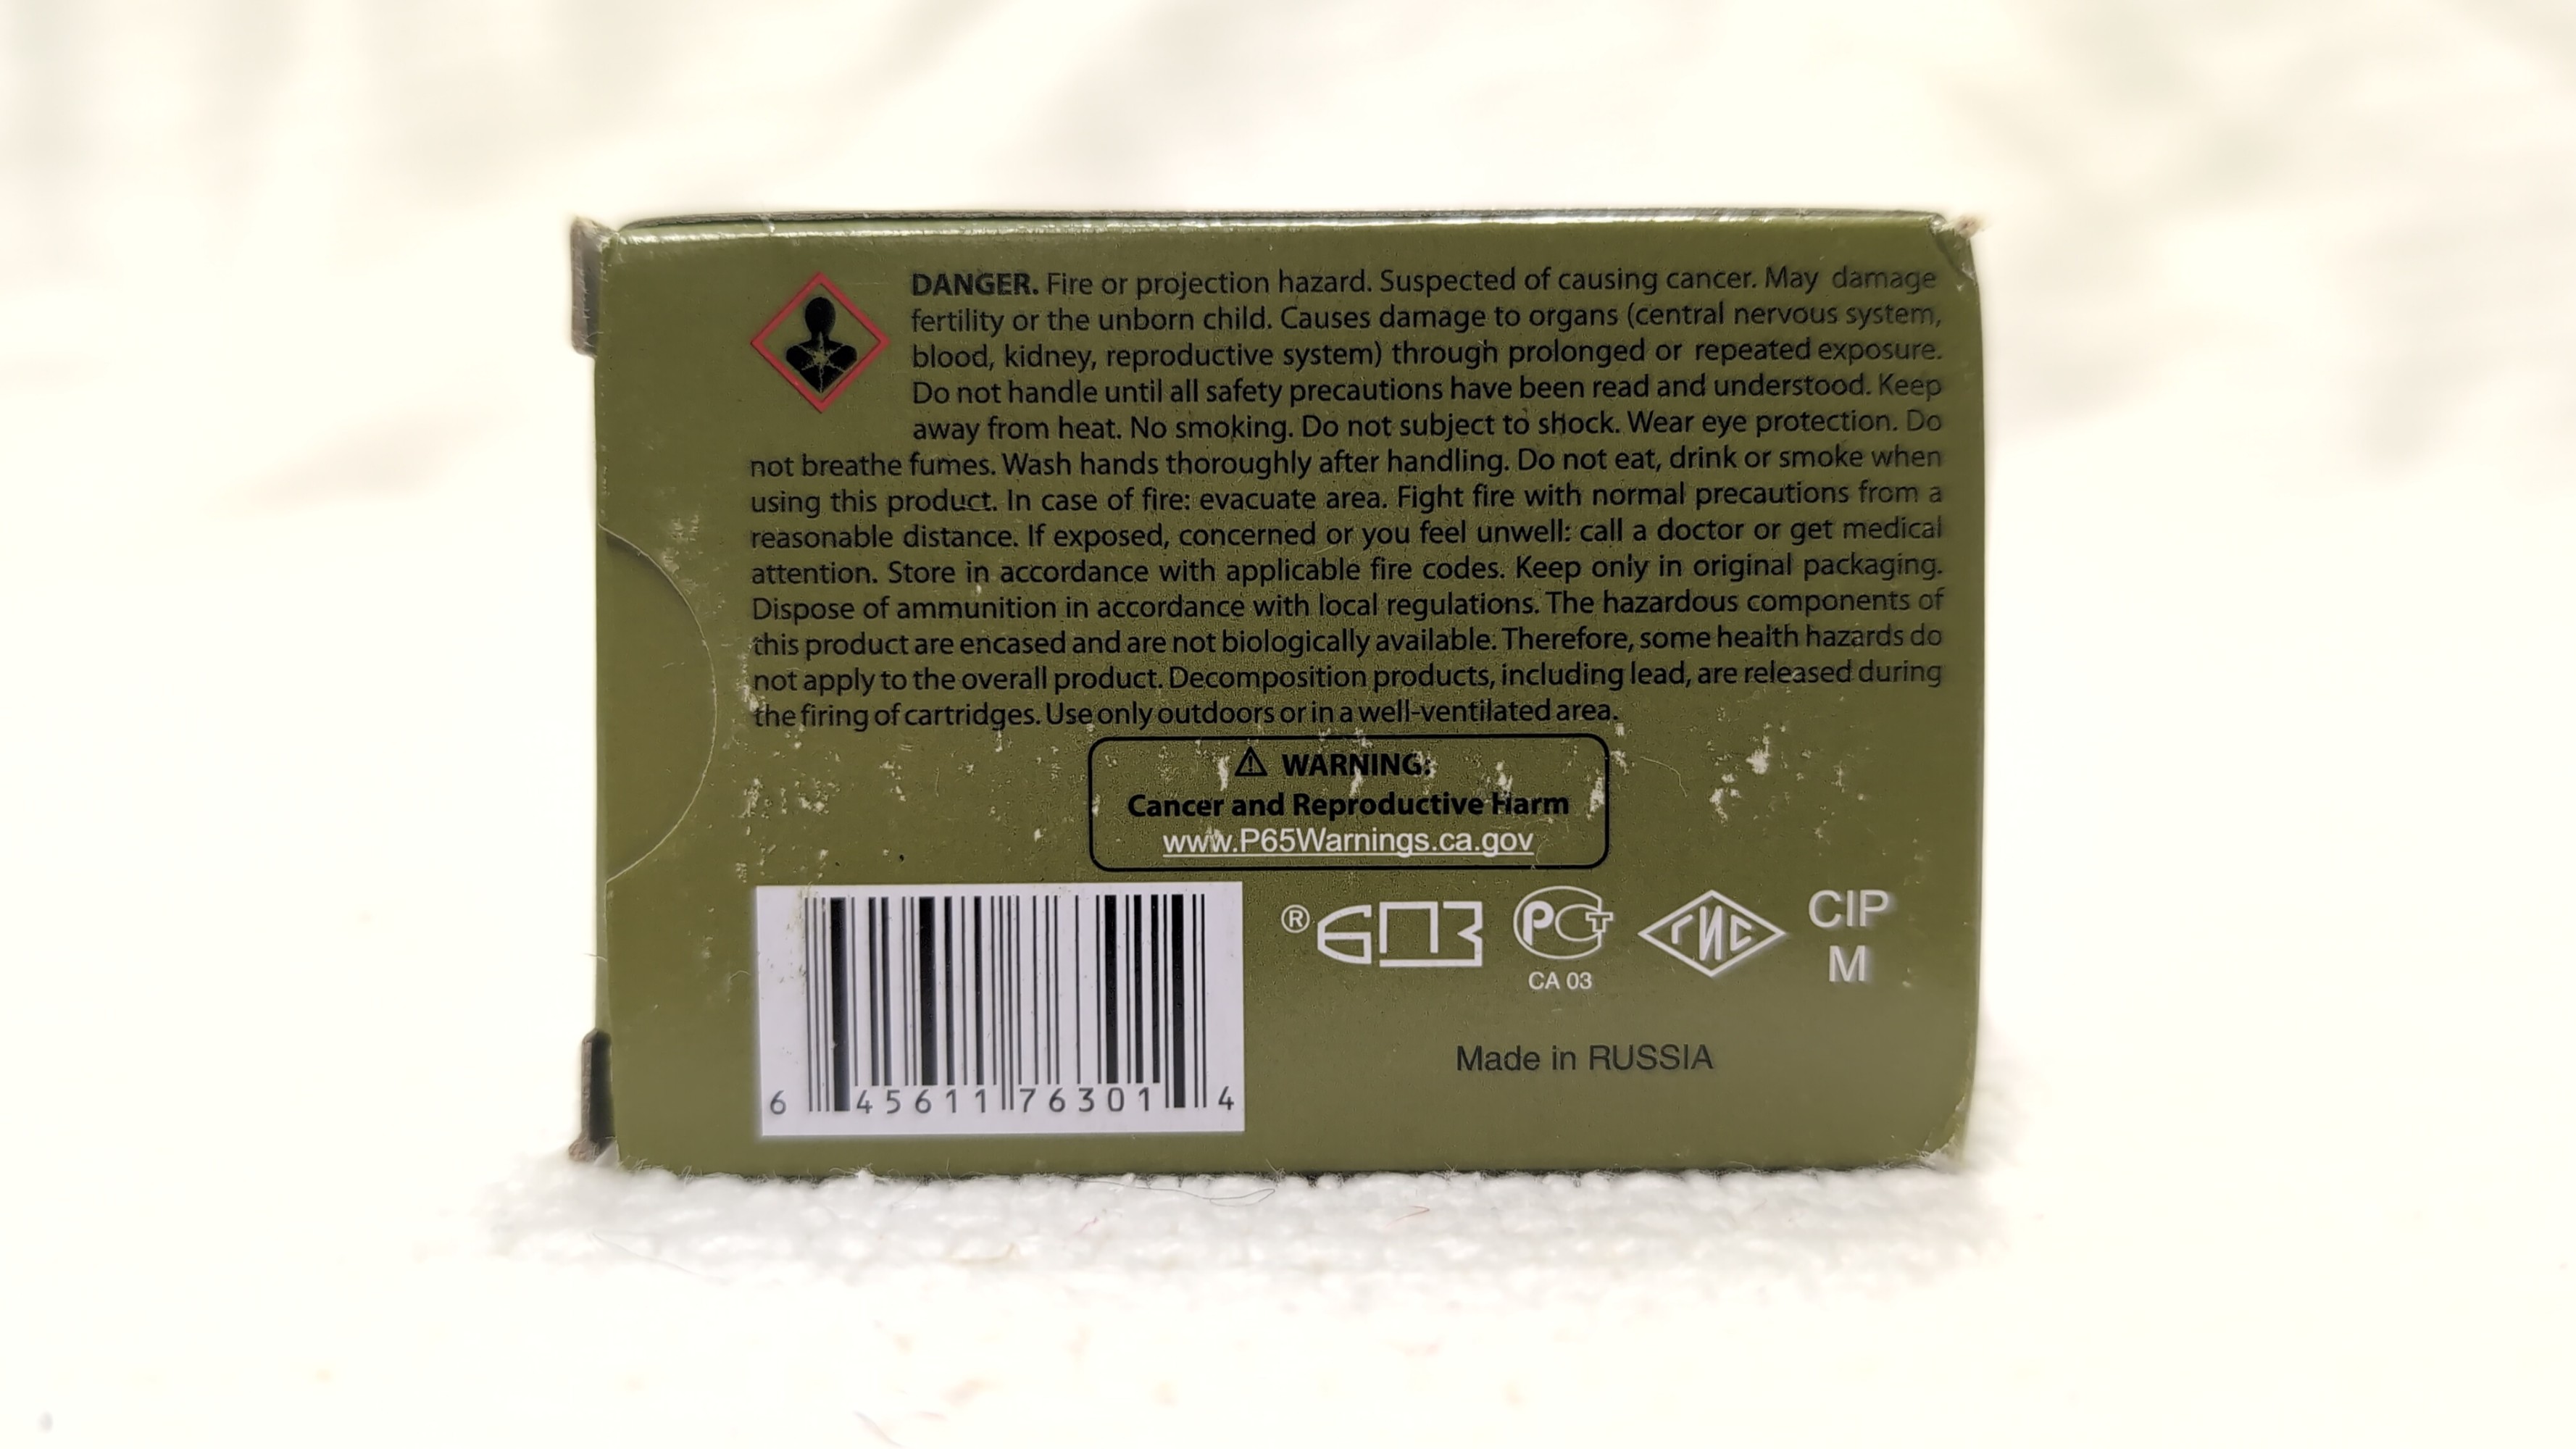 DANGER. Fire or projection hazard. Suspected of causing cancer. May damage
fertility or the unborn child. Causes damage to organs (central nervous system,
blood, kidney, reproductive system) through prolonged or repeated exposure.
Do not handle until all safety precautions have been read and understood. Keep
away from heat. No smoking. Do not subject to shock. Wear eye protection. Do
not breathe fumes. Wash hands thoroughly after handling. Do not eat, drink or smoke when
using this product. In case of fire: evacuate area. Fight fire with normal precautions from a
reasonable distance. If exposed, concerned or you feel unwell: call a doctor or get medical
attention. Store in accordance with applicable fire codes. Keep only in original packaging.
Dispose of ammunition in accordance with local regulations. The hazardous components of
this product are encased and are not biologically available. Therefore, some health hazards do
not apply to the overall product. Decomposition products, including lead, are released during
the firing of cartridges. Use only outdoors or in a well-ventilated area.
⚠ WARNING:
Cancer and Reproductive Harm
www.P65Warnings.ca.gov
® БПЗ
РСТ
CA 03
ГИС
CIP
M
Made in RUSSIA
6 45611 76301 4